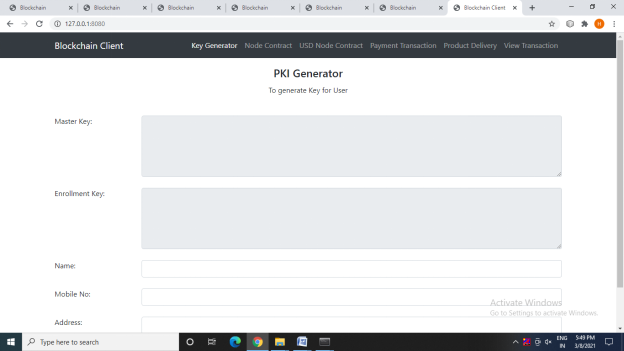 Blockchain Blockchain Blockchain Blockchain Blockchain Blockchain Blockchain Client
127.0.0.1:8080
H
Blockchain Client Key Generator Node Contract USD Node Contract Payment Transaction Product Delivery View Transaction
PKI Generator
To generate Key for User
Master Key:
Enrollment Key:
Name:
Mobile No:
Address:
Activate Windows
Go to Settings to activate Windows.
Type here to search
ENG
IN
5:49 PM
3/8/2021